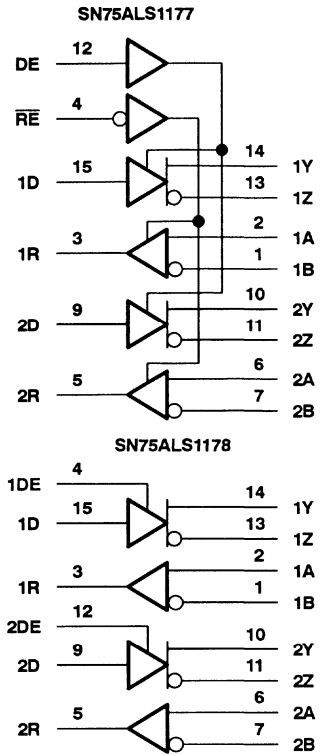 SN75ALS1177
DE 12
RE 4
1D 15 14 1Y
13 1Z
1R 3 2 1A
1 1B
2D 9 10 2Y
11 2Z
2R 5 6 2A
7 2B
SN75ALS1178
1DE 4
1D 15 14 1Y
13 1Z
1R 3 2 1A
1 1B
2DE 12
2D 9 10 2Y
11 2Z
2R 5 6 2A
7 2B